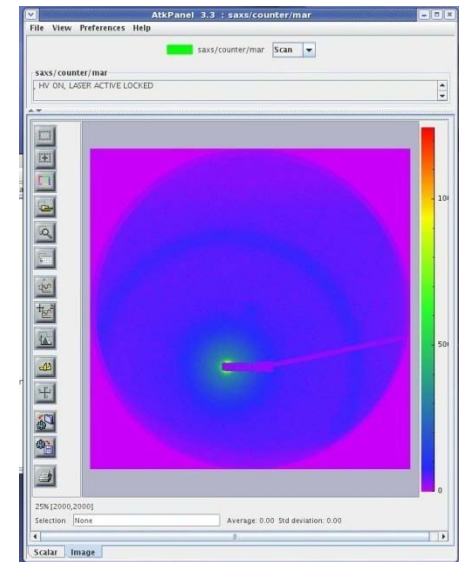 AtkPanel 3.3 : saxs/counter/mar
File View Preferences Help
saxs/counter/mar Scan
saxs/counter/mar
, HV ON, LASER ACTIVE LOCKED
500
0
25% [2000,2000]
Selection None Average: 0.00 Std deviation: 0.00
Scalar Image